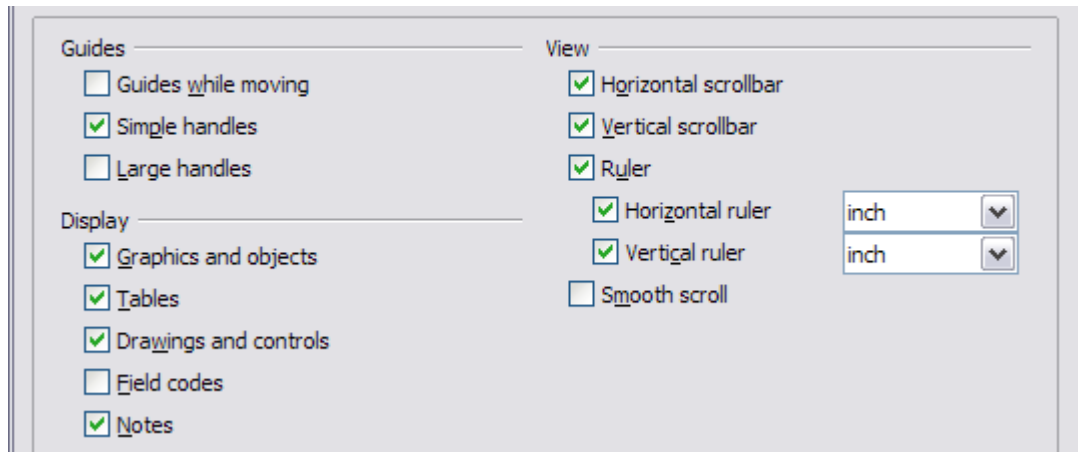 Guides
Guides while moving
Simple handles
Large handles
Display
Graphics and objects
Tables
Drawings and controls
Field codes
Notes
View
Horizontal scrollbar
Vertical scrollbar
Ruler
Horizontal ruler inch
Vertical ruler inch
Smooth scroll